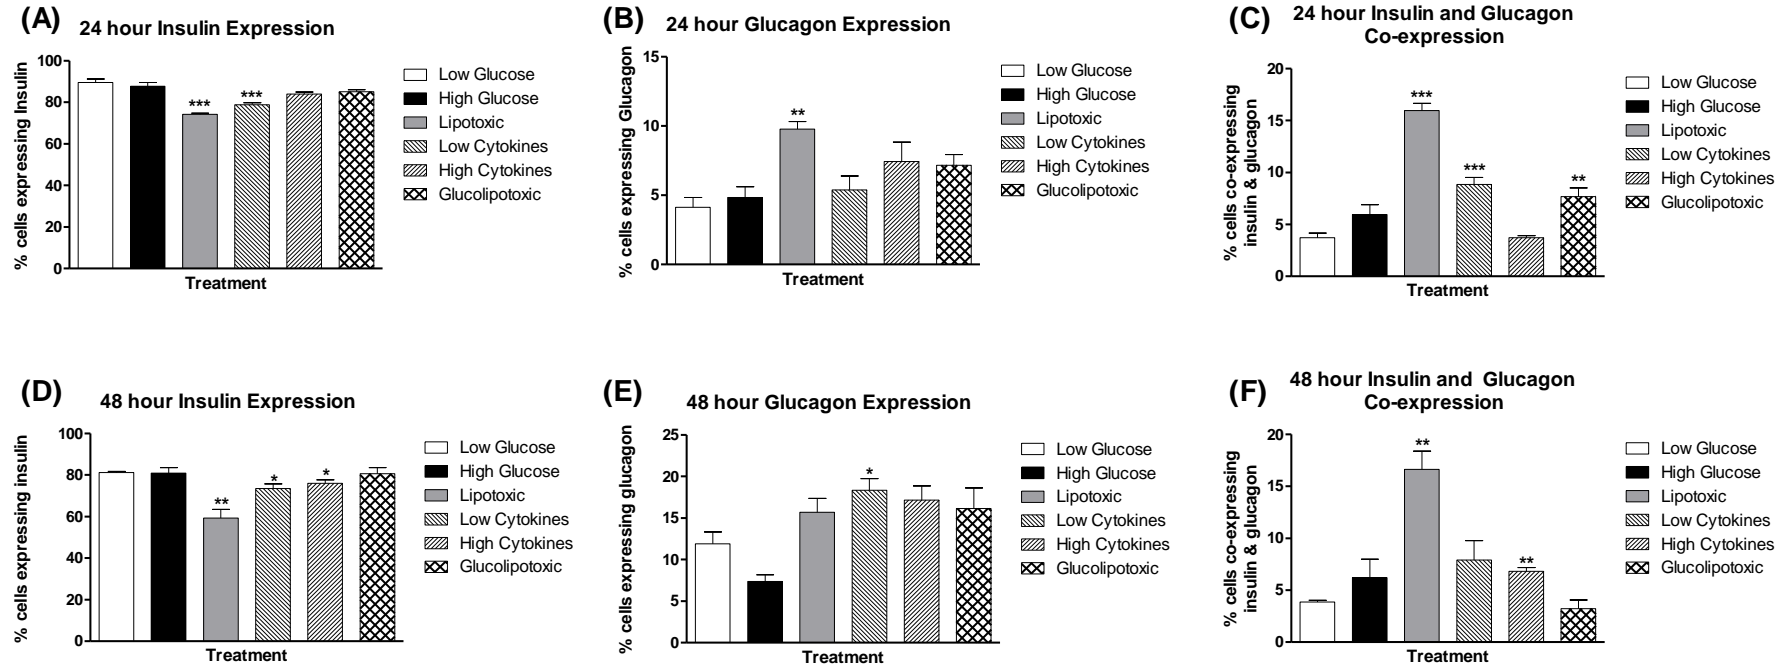 (A)
24 hour Insulin Expression
% cells expressing Insulin
100
80
60
40
20
0
***
***
Treatment
Low Glucose
High Glucose
Lipotoxic
Low Cytokines
High Cytokines
Glucolipotoxic
(B)
24 hour Glucagon Expression
% cells expressing Glucagon
15
10
5
0
**
Treatment
Low Glucose
High Glucose
Lipotoxic
Low Cytokines
High Cytokines
Glucolipotoxic
(C)
24 hour Insulin and Glucagon
Co-expression
% cells co-expressing
insulin & glucagon
20
15
10
5
0
***
***
**
Treatment
Low Glucose
High Glucose
Lipotoxic
Low Cytokines
High Cytokines
Glucolipotoxic
(D)
48 hour Insulin Expression
% cells expressing insulin
100
80
60
40
20
0
**
*
*
Treatment
Low Glucose
High Glucose
Lipotoxic
Low Cytokines
High Cytokines
Glucolipotoxic
(E)
48 hour Glucagon Expression
% cells expressing glucagon
25
20
15
10
5
0
*
Treatment
Low Glucose
High Glucose
Lipotoxic
Low Cytokines
High Cytokines
Glucolipotoxic
(F)
48 hour Insulin and Glucagon
Co-expression
% cells co-expressing
insulin & glucagon
20
15
10
5
0
**
**
Treatment
Low Glucose
High Glucose
Lipotoxic
Low Cytokines
High Cytokines
Glucolipotoxic